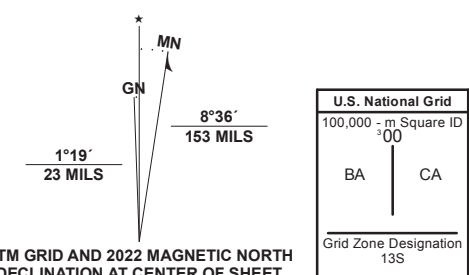 ★
MN
GN
8°36´
153 MILS
1°19´
23 MILS
TM GRID AND 2022 MAGNETIC NORTH
DECLINATION AT CENTER OF SHEET
U.S. National Grid
100,000 - m Square ID
³00
BA
CA
Grid Zone Designation
13S